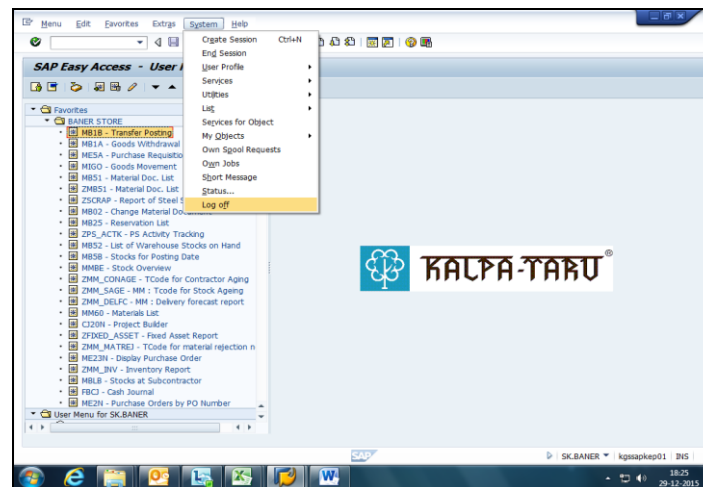 Menu Edit Favorites Extras System Help
SAP Easy Access - User
Create Session Ctrl+N
End Session
User Profile
Services
Utilities
List
Services for Object
My Objects
Own Spool Requests
Own Jobs
Short Message
Status...
Log off
Favorites
BANER STORE
MB1B - Transfer Posting
MB1A - Goods Withdrawal
ME5A - Purchase Requisitio
MIGO - Goods Movement
MB51 - Material Doc. List
ZMB51 - Material Doc. List
ZSCRAP - Report of Steel S
MB02 - Change Material Do
MB25 - Reservation List
ZPS_ACTK - PS Activity Tracking
MB52 - List of Warehouse Stocks on Hand
MB5B - Stocks for Posting Date
MMBE - Stock Overview
ZMM_CONAGE - TCode for Contractor Aging
ZMM_SAGE - MM : Tcode for Stock Ageing
ZMM_DELFC - MM : Delivery forecast report
MM60 - Materials List
CJ20N - Project Builder
ZFIXED_ASSET - Fixed Asset Report
ZMM_MATREJ - TCode for material rejection n
ME23N - Display Purchase Order
ZMM_INV - Inventory Report
MBLB - Stocks at Subcontractor
FBCJ - Cash Journal
ME2N - Purchase Orders by PO Number
User Menu for SK.BANER
KALPA-TARU®
SAP
SK.BANER kgssapkep01 INS
18:25
29-12-2015